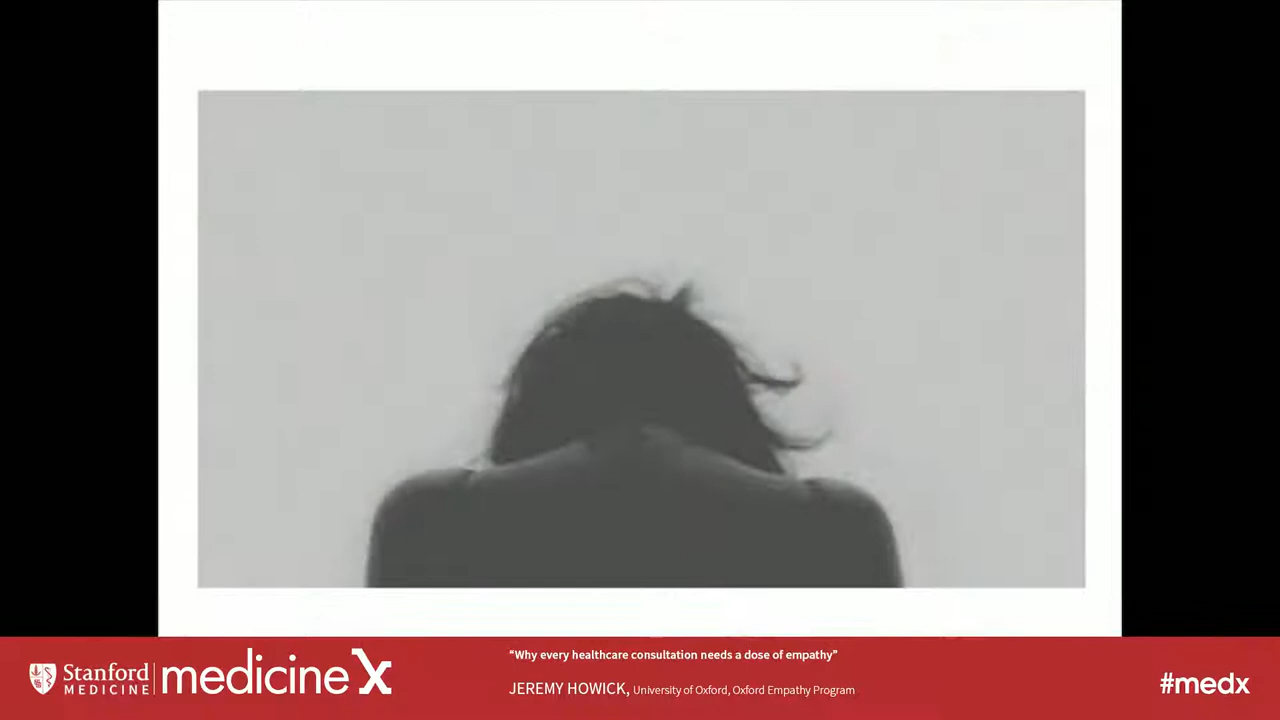 Stanford
MEDICINE
medicine X
“Why every healthcare consultation needs a dose of empathy”
JEREMY HOWICK, University of Oxford, Oxford Empathy Program
#medx